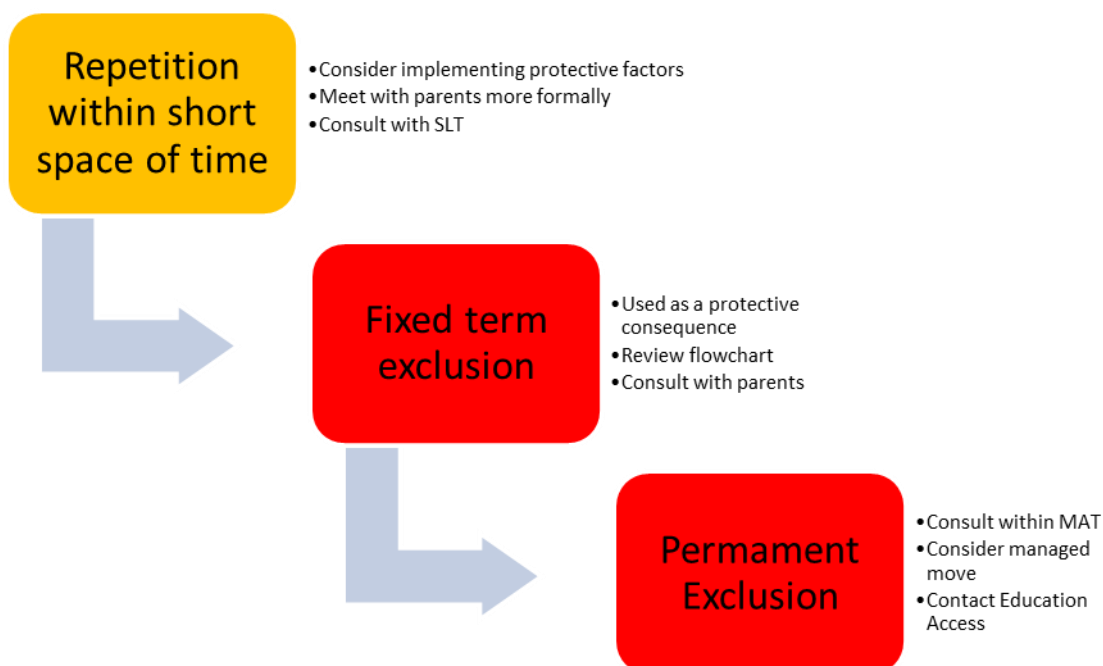 Repetition
within short
space of time
•Consider implementing protective factors
•Meet with parents more formally
•Consult with SLT
Fixed term
exclusion
•Used as a protective
consequence
•Review flowchart
•Consult with parents
Permament
Exclusion
•Consult within MAT
•Consider managed
move
•Contact Education
Access